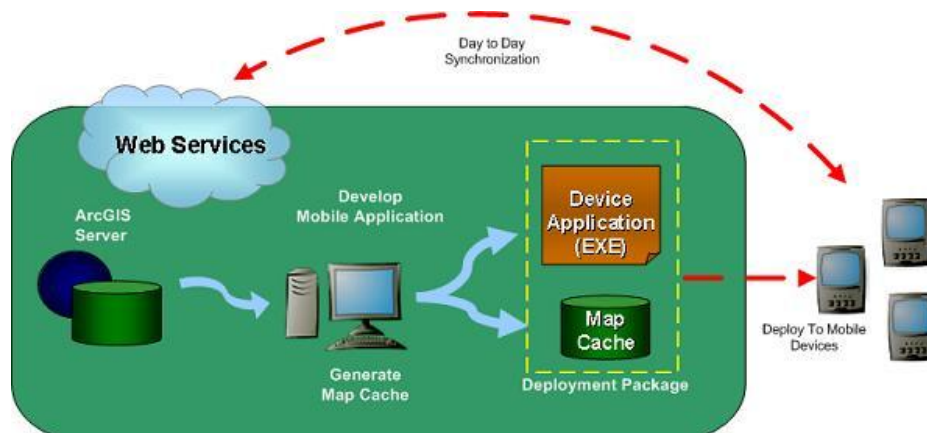 Day to Day
Synchronization
Web Services
ArcGIS
Server
Develop
Mobile Application
Device
Application
(EXE)
Map
Cache
Generate
Map Cache
Deployment Package
Deploy To Mobile
Devices